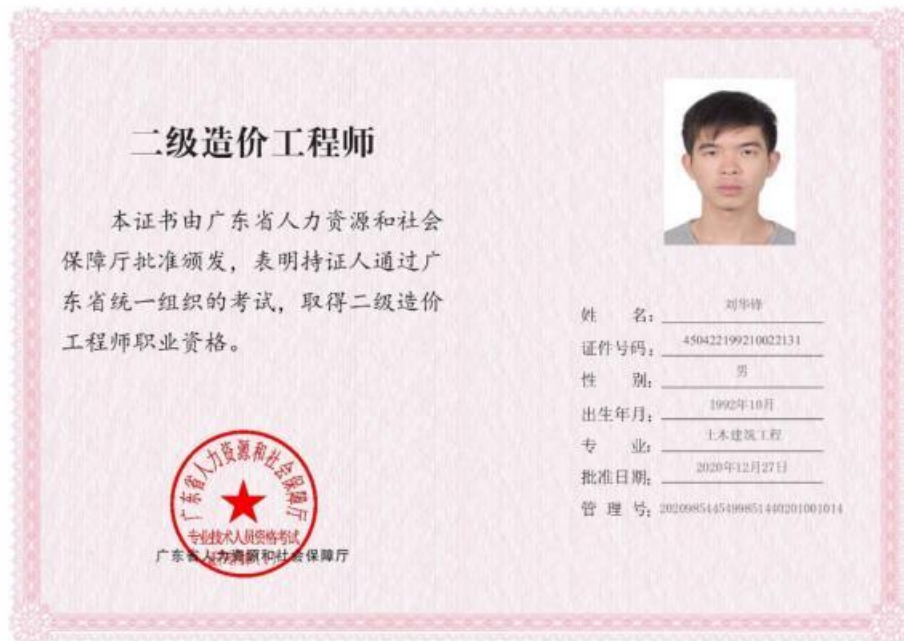 二级造价工程师
本证书由广东省人力资源和社会
保障厅批准颁发，表明持证人通过广
东省统一组织的考试，取得二级造价
工程师职业资格。
广东省人力资源和社会保障厅
专业技术人员资格考试
广东省人力资源和社会保障厅
姓 名：刘华锋
证件号码：450422199210022131
性 别：男
出生年月：1992年10月
专 业：土木建筑工程
批准日期：2020年12月27日
管 理 号：